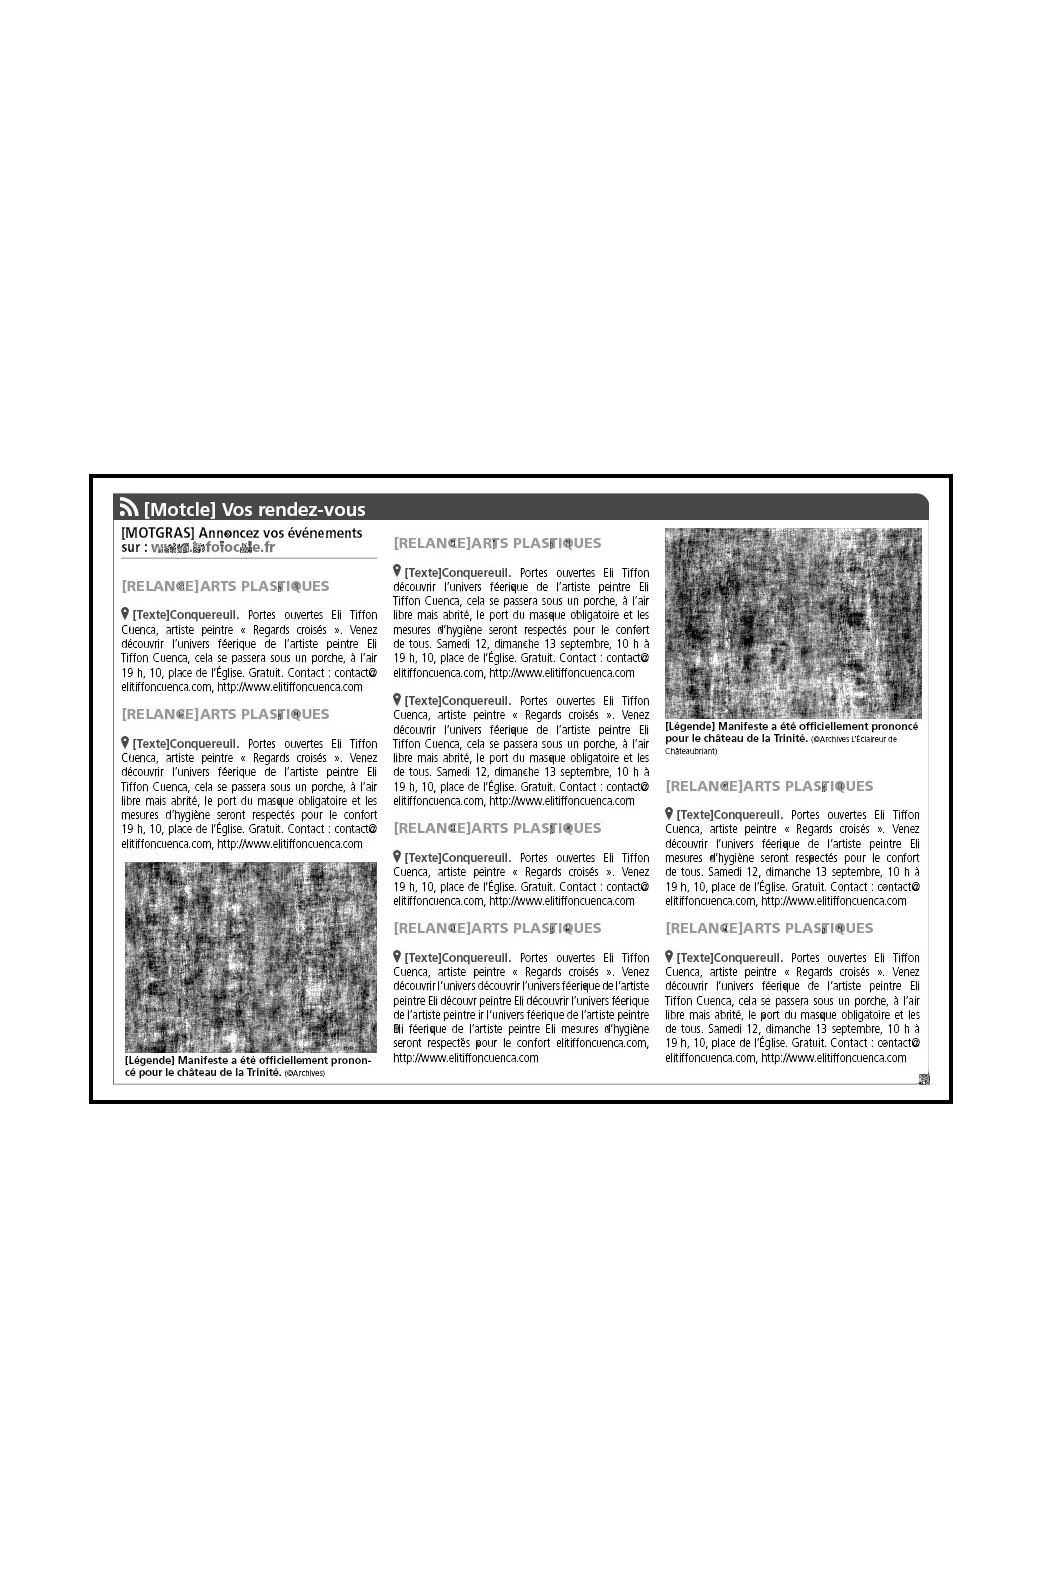 [Motcle] Vos rendez-vous
[MOTGRAS] Annoncez vos événements
sur :
[RELANCE]ARTS PLASTIQUES
[Texte]Conquereuil. Portes ouvertes Eli Tiffon
Cuenca, artiste peintre « Regards croisés ». Venez
découvrir l’univers féerique de l’artiste peintre Eli
Tiffon Cuenca, cela se passera sous un porche, à l’air
19 h, 10, place de l’Église. Gratuit. Contact : contact@
elitiffoncuenca.com, http://www.elitiffoncuenca.com
[RELANCE]ARTS PLASTIQUES
[Texte]Conquereuil. Portes ouvertes Eli Tiffon
Cuenca, artiste peintre « Regards croisés ». Venez
découvrir l’univers féerique de l’artiste peintre Eli
Tiffon Cuenca, cela se passera sous un porche, à l’air
libre mais abrité, le port du masque obligatoire et les
mesures d’hygiène seront respectés pour le confort
19 h, 10, place de l’Église. Gratuit. Contact : contact@
elitiffoncuenca.com, http://www.elitiffoncuenca.com
[Légende] Manifeste a été officiellement pronon-
cé pour le château de la Trinité. (©Archives)
[RELANCE]ARTS PLASTIQUES
[Texte]Conquereuil. Portes ouvertes Eli Tiffon
découvrir l’univers féerique de l’artiste peintre Eli
Tiffon Cuenca, cela se passera sous un porche, à l’air
libre mais abrité, le port du masque obligatoire et les
mesures d’hygiène seront respectés pour le confort
de tous. Samedi 12, dimanche 13 septembre, 10 h à
19 h, 10, place de l’Église. Gratuit. Contact : contact@
elitiffoncuenca.com, http://www.elitiffoncuenca.com
[Texte]Conquereuil. Portes ouvertes Eli Tiffon
Cuenca, artiste peintre « Regards croisés ». Venez
découvrir l’univers féerique de l’artiste peintre Eli
Tiffon Cuenca, cela se passera sous un porche, à l’air
libre mais abrité, le port du masque obligatoire et les
de tous. Samedi 12, dimanche 13 septembre, 10 h à
19 h, 10, place de l’Église. Gratuit. Contact : contact@
elitiffoncuenca.com, http://www.elitiffoncuenca.com
[RELANCE]ARTS PLASTIQUES
[Texte]Conquereuil. Portes ouvertes Eli Tiffon
Cuenca, artiste peintre « Regards croisés ». Venez
19 h, 10, place de l’Église. Gratuit. Contact : contact@
elitiffoncuenca.com, http://www.elitiffoncuenca.com
[RELANCE]ARTS PLASTIQUES
[Texte]Conquereuil. Portes ouvertes Eli Tiffon
Cuenca, artiste peintre « Regards croisés ». Venez
découvrir l’univers découvrir l’univers féerique de l’artiste
peintre Eli découvr peintre Eli découvrir l’univers féerique
de l’artiste peintre ir l’univers féerique de l’artiste peintre
Eli féerique de l’artiste peintre Eli mesures d’hygiène
seront respectés pour le confort elitiffoncuenca.com,
http://www.elitiffoncuenca.com
[Légende] Manifeste a été officiellement prononcé
pour le château de la Trinité. (©Archives L’Éclaireur de
Châteaubriant)
[RELANCE]ARTS PLASTIQUES
[Texte]Conquereuil. Portes ouvertes Eli Tiffon
Cuenca, artiste peintre « Regards croisés ». Venez
découvrir l’univers féerique de l’artiste peintre Eli
mesures d’hygiène seront respectés pour le confort
de tous. Samedi 12, dimanche 13 septembre, 10 h à
19 h, 10, place de l’Église. Gratuit. Contact : contact@
elitiffoncuenca.com, http://www.elitiffoncuenca.com
[RELANCE]ARTS PLASTIQUES
[Texte]Conquereuil. Portes ouvertes Eli Tiffon
Cuenca, artiste peintre « Regards croisés ». Venez
découvrir l’univers féerique de l’artiste peintre Eli
Tiffon Cuenca, cela se passera sous un porche, à l’air
libre mais abrité, le port du masque obligatoire et les
de tous. Samedi 12, dimanche 13 septembre, 10 h à
19 h, 10, place de l’Église. Gratuit. Contact : contact@
elitiffoncuenca.com, http://www.elitiffoncuenca.com